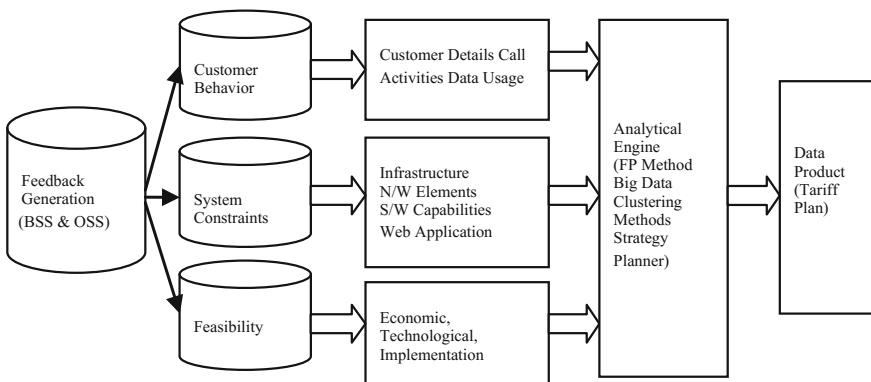 Feedback
Generation
(BSS & OSS)
Customer
Behavior
Customer Details Call
Activities Data Usage
System
Constraints
Infrastructure
N/W Elements
S/W Capabilities
Web Application
Feasibility
Economic,
Technological,
Implementation
Analytical
Engine
(FP Method
Big Data
Clustering
Methods
Strategy
Planner)
Data
Product
(Tariff
Plan)